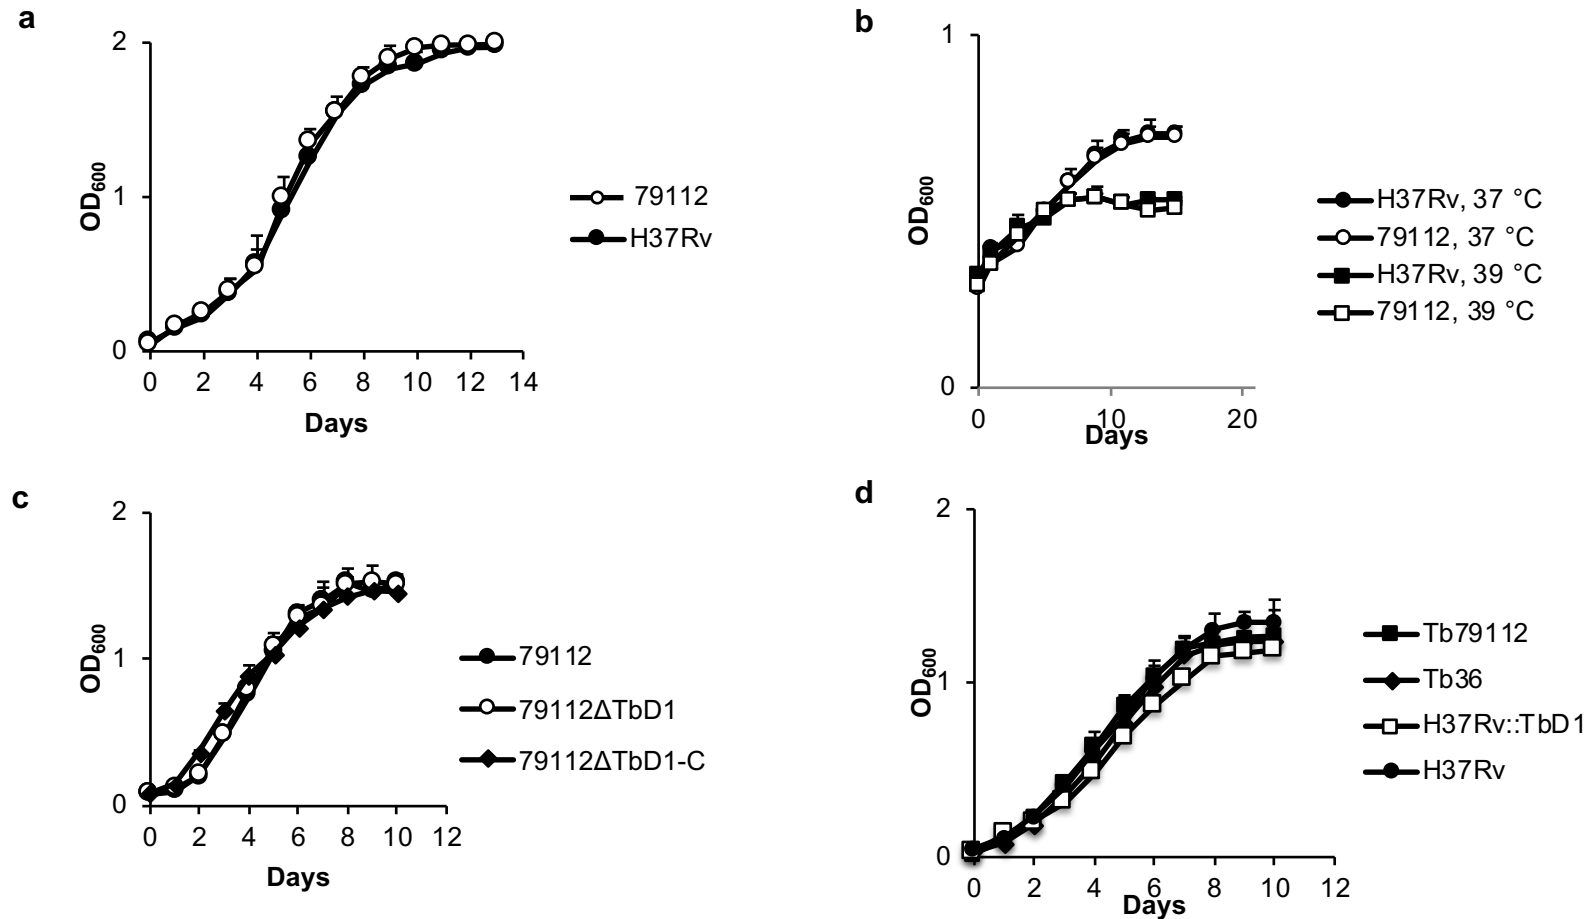 a
2
1
0
OD600
0 2 4 6 8 10 12 14
Days
79112
H37Rv
b
1
0
OD600
0 10 20
Days
H37Rv, 37 °C
79112, 37 °C
H37Rv, 39 °C
79112, 39 °C
c
2
1
0
OD600
0 2 4 6 8 10 12
Days
79112
79112ΔTbD1
79112ΔTbD1-C
d
2
1
0
OD600
0 2 4 6 8 10 12
Days
Tb79112
Tb36
H37Rv::TbD1
H37Rv